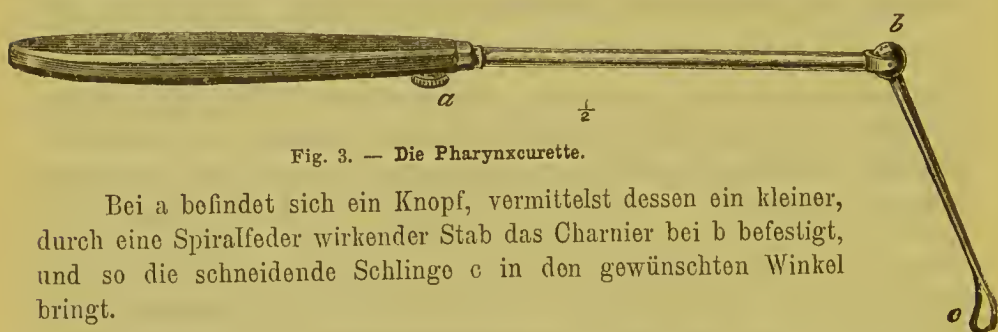 b
a
1/2
Fig. 3. — Die Pharynxcurette.
Bei a befindet sich ein Knopf, vermittelst dessen ein kleiner,
durch eine Spiralfeder wirkender Stab das Charnier bei b befestigt,
und so die schneidende Schlinge c in den gewünschten Winkel
bringt.
c